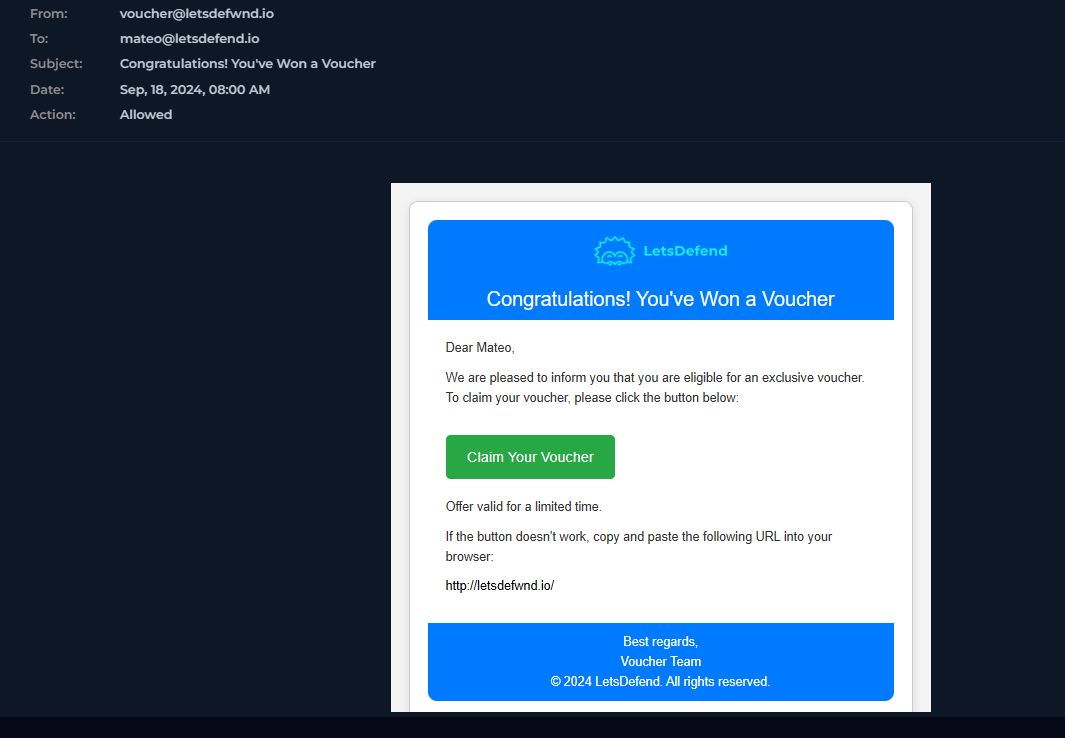 From: voucher@letsdefwnd.io
To: mateo@letsdefend.io
Subject: Congratulations! You've Won a Voucher
Date: Sep, 18, 2024, 08:00 AM
Action: Allowed
LetsDefend
Congratulations! You've Won a Voucher
Dear Mateo,
We are pleased to inform you that you are eligible for an exclusive voucher.
To claim your voucher, please click the button below:
Claim Your Voucher
Offer valid for a limited time.
If the button doesn't work, copy and paste the following URL into your
browser:
http://letsdefwnd.io/
Best regards,
Voucher Team
© 2024 LetsDefend. All rights reserved.